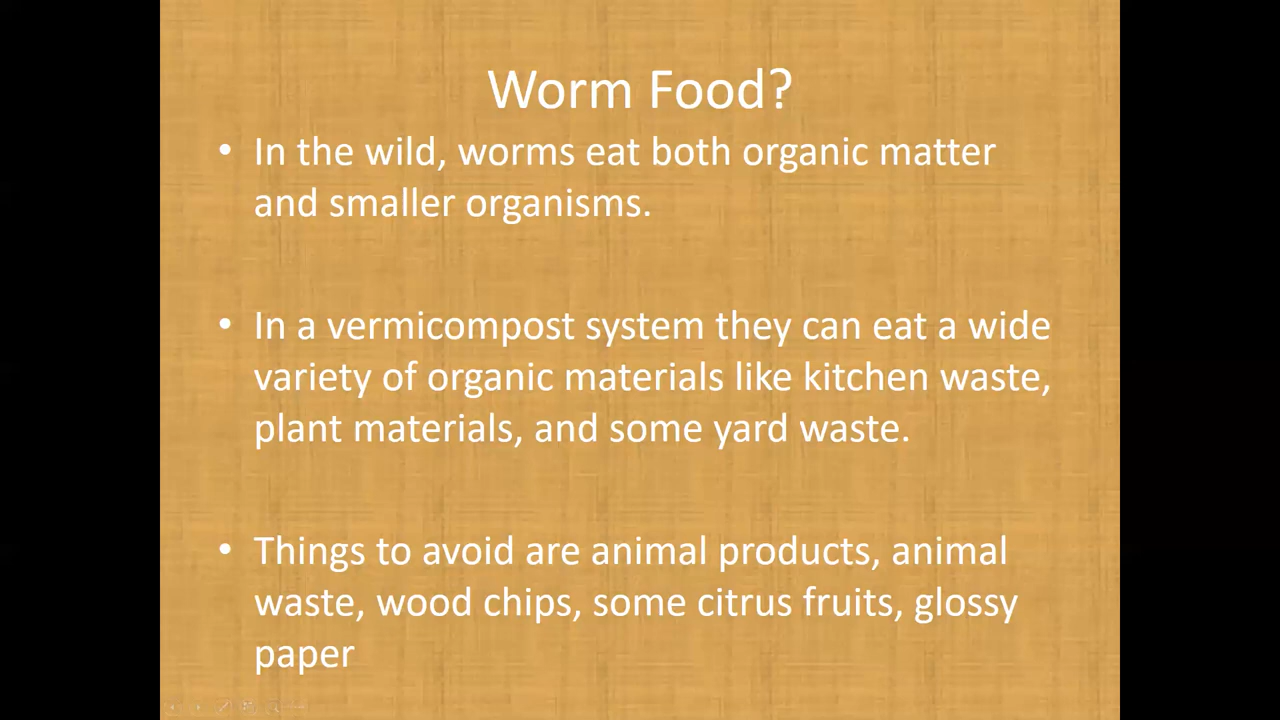 Worm Food?
• In the wild, worms eat both organic matter
and smaller organisms.
• In a vermicompost system they can eat a wide
variety of organic materials like kitchen waste,
plant materials, and some yard waste.
• Things to avoid are animal products, animal
waste, wood chips, some citrus fruits, glossy
paper